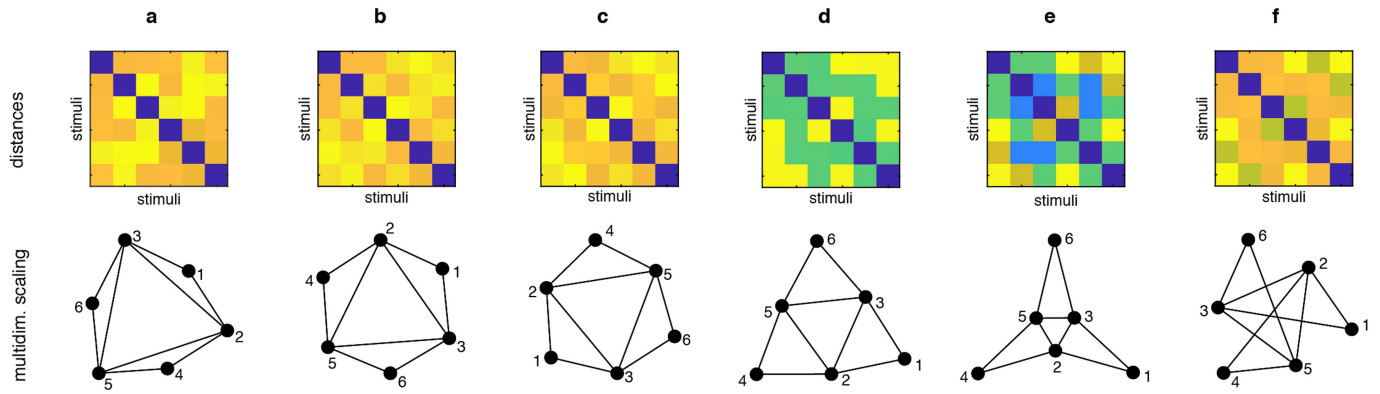 a b c d e f
distances
stimuli stimuli stimuli stimuli stimuli stimuli
stimuli stimuli stimuli stimuli stimuli stimuli
multidim. scaling
3 1 6 2 4 5
2 1 4 3 5 6
4 5 2 6 1 3
6 3 5 1 4 2
6 5 3 2 4 1
6 2 3 1 5 4